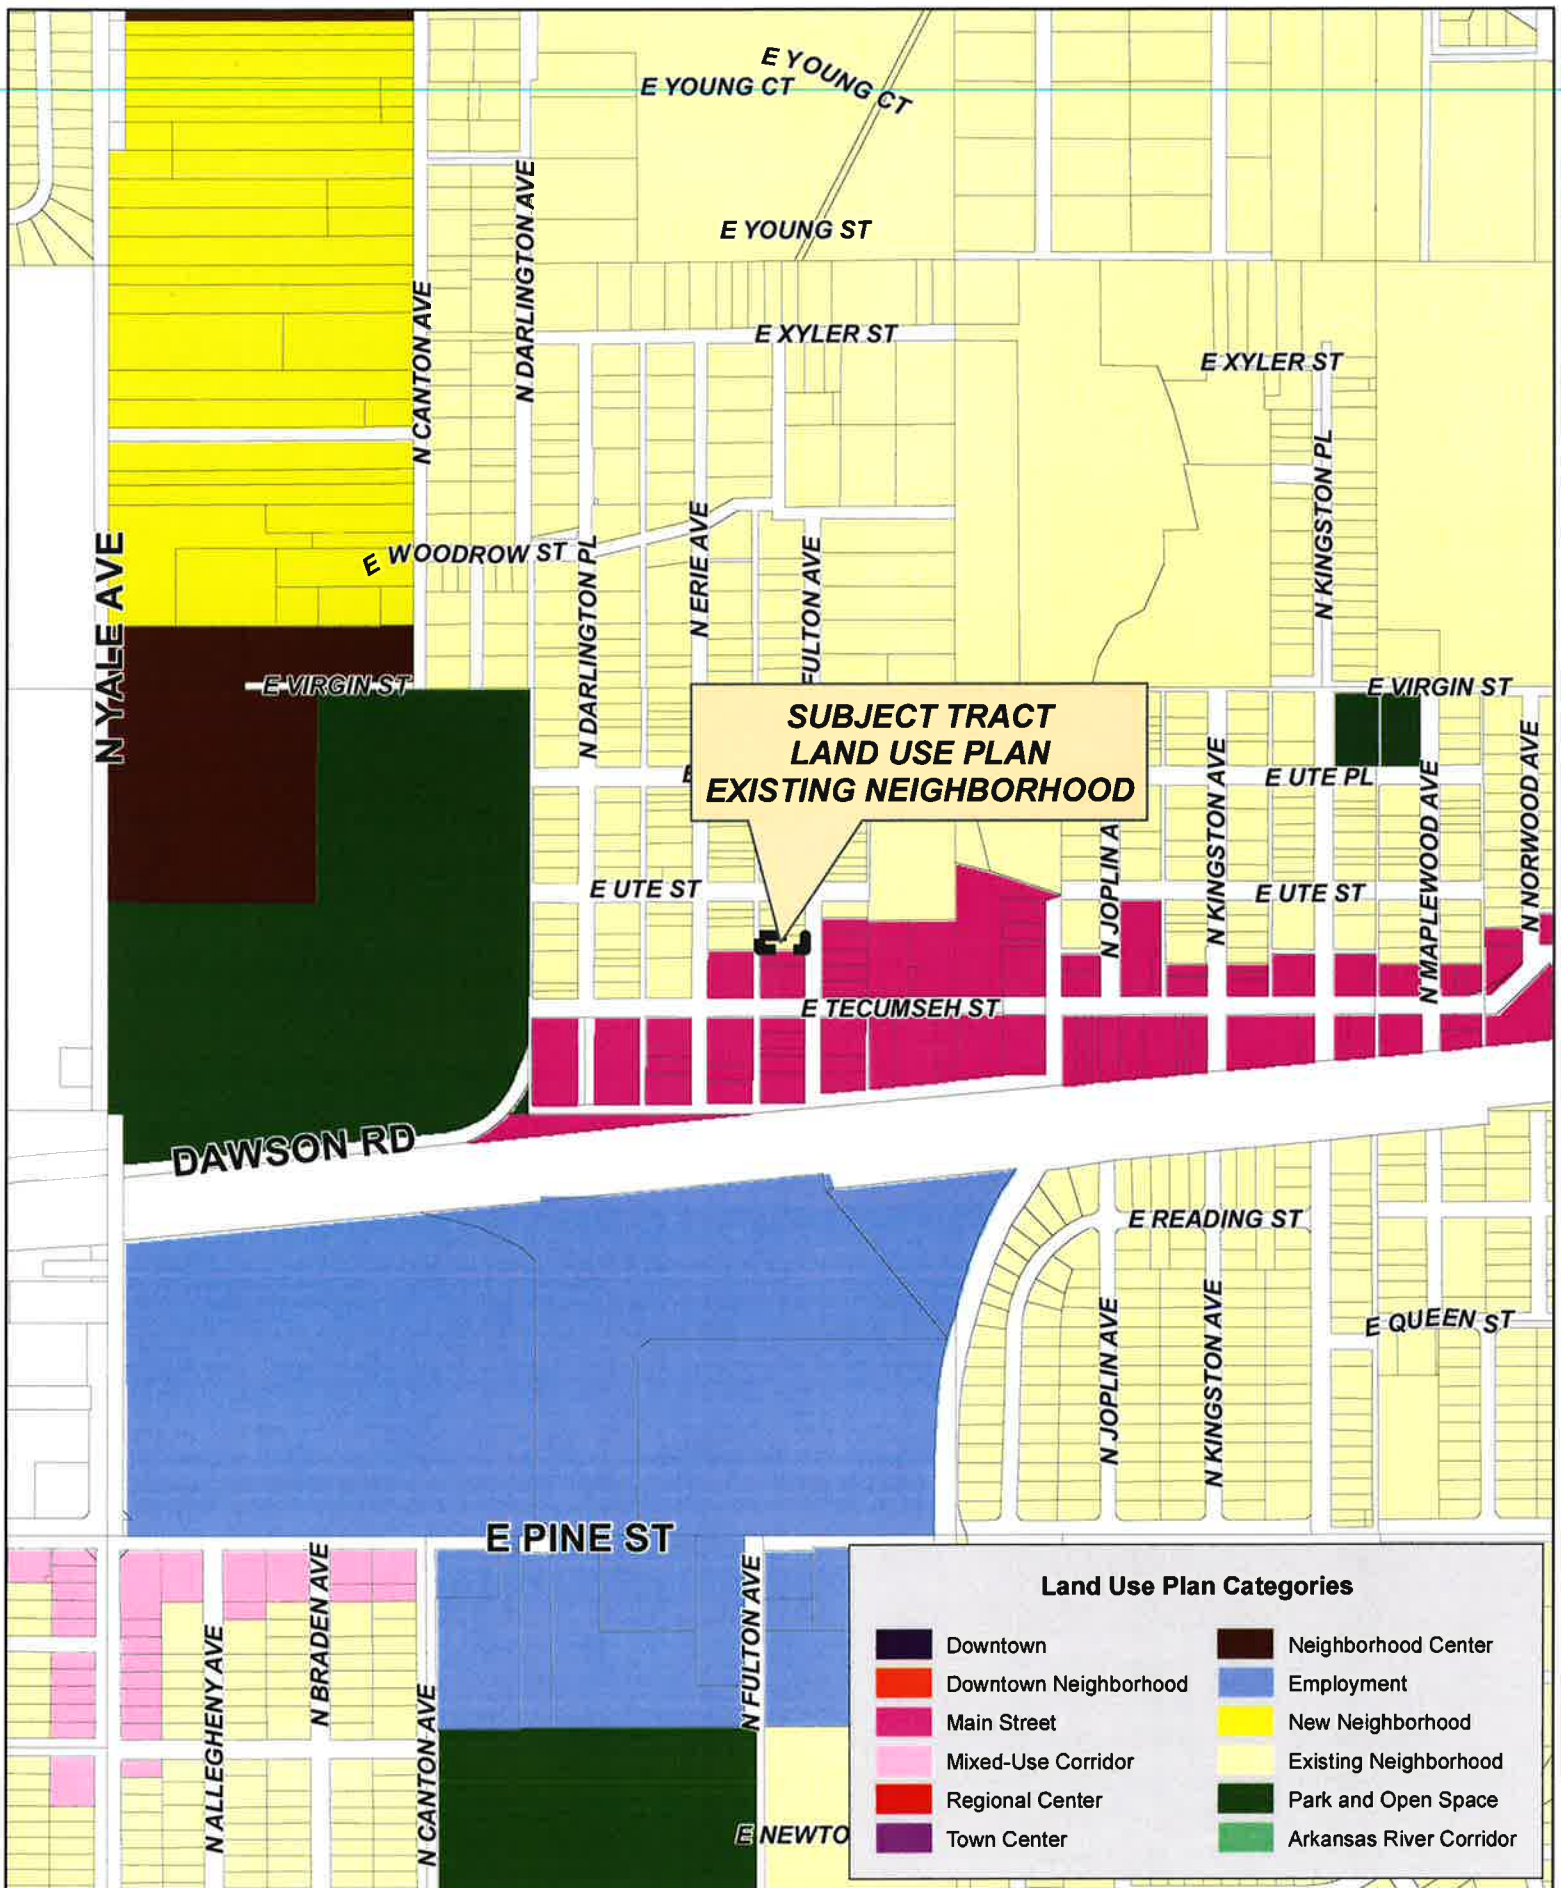 E YOUNG CT
E YOUNG CT
E YOUNG ST
N DARLINGTON AVE
N CANTON AVE
E XYLER ST
E XYLER ST
N KINGSTON PL
E WOODROW ST
N YALE AVE
N DARLINGTON PL
N ERIE AVE
FULTON AVE
E VIRGIN ST
E VIRGIN ST
SUBJECT TRACT
LAND USE PLAN
EXISTING NEIGHBORHOOD
E UTE PL
N JOPLIN A
N KINGSTON AVE
N MAPLEWOOD AVE
N NORWOOD AVE
E UTE ST
E UTE ST
E TECUMSEH ST
DAWSON RD
E READING ST
E QUEEN ST
N JOPLIN AVE
N KINGSTON AVE
E PINE ST
N ALLEGHENY AVE
N BRADEN AVE
N CANTON AVE
N FULTON AVE
E NEWTO
Land Use Plan Categories
Downtown
Downtown Neighborhood
Main Street
Mixed-Use Corridor
Regional Center
Town Center
Neighborhood Center
Employment
New Neighborhood
Existing Neighborhood
Park and Open Space
Arkansas River Corridor